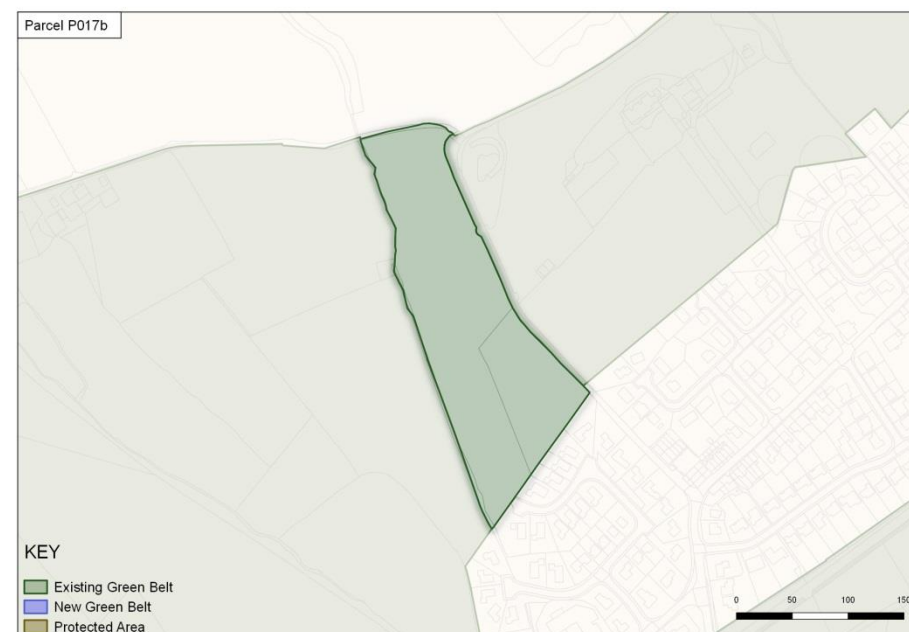 Parcel P017b
KEY
Existing Green Belt
New Green Belt
Protected Area
0 50 100 150